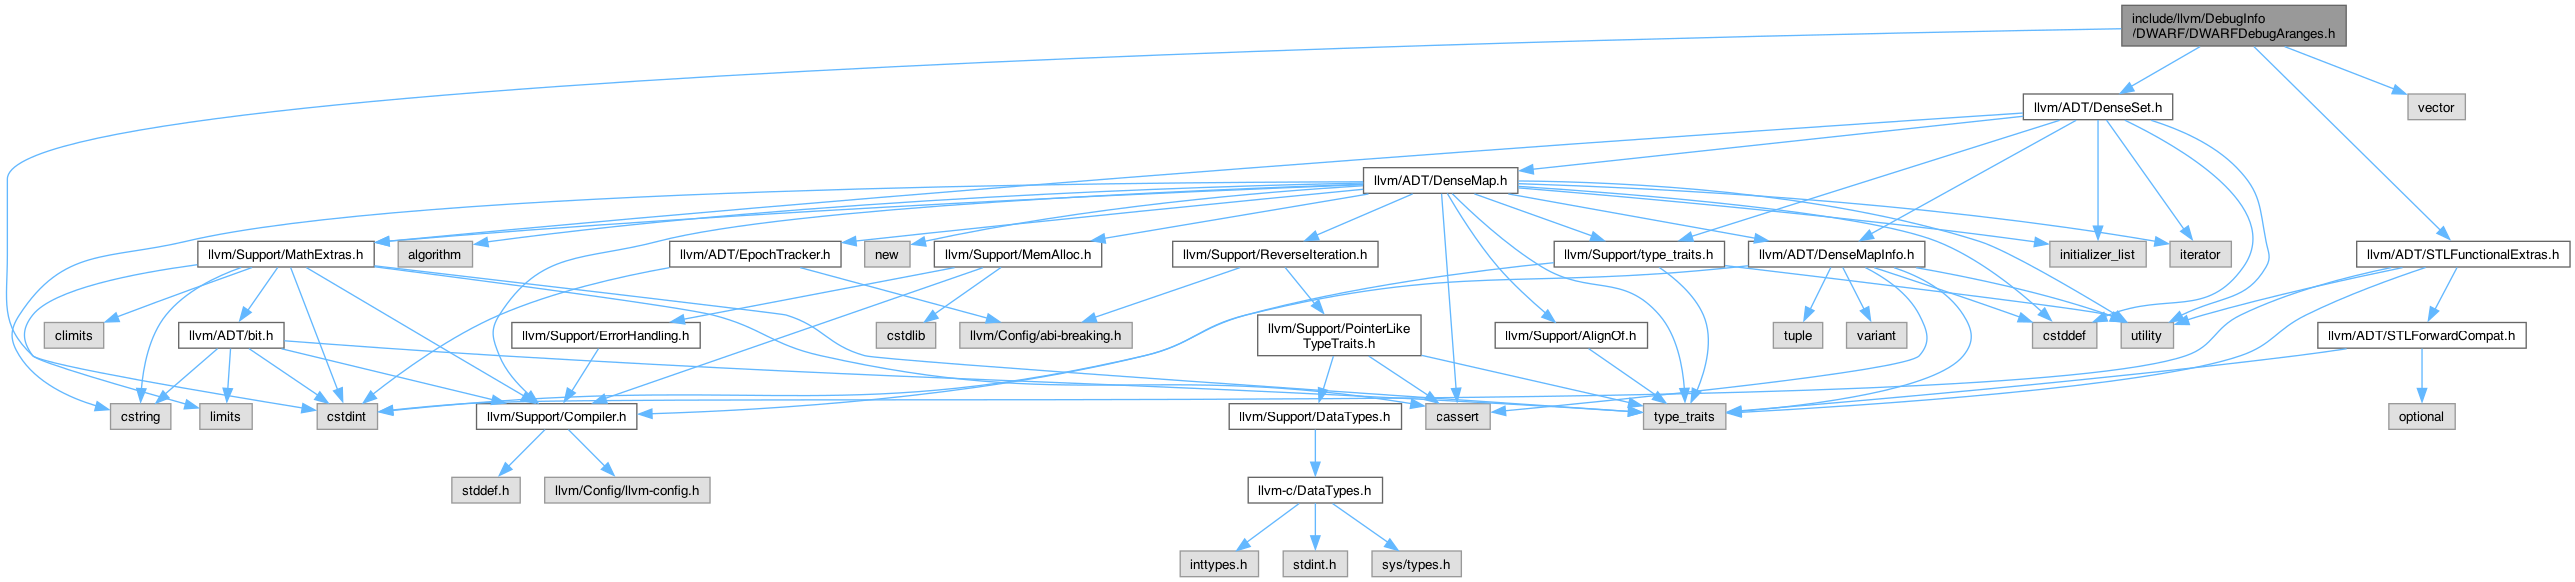 include/llvm/DebugInfo
/DWARF/DWARFDebugAranges.h
llvm/ADT/DenseSet.h
vector
llvm/ADT/DenseMap.h
llvm/Support/MathExtras.h
algorithm
llvm/ADT/EpochTracker.h
new
llvm/Support/MemAlloc.h
llvm/Support/ReverseIteration.h
llvm/Support/type_traits.h
llvm/ADT/DenseMapInfo.h
initializer_list
iterator
llvm/ADT/STLFunctionalExtras.h
climits
llvm/ADT/bit.h
llvm/Support/ErrorHandling.h
cstdlib
llvm/Config/abi-breaking.h
llvm/Support/PointerLike
TypeTraits.h
llvm/Support/AlignOf.h
tuple
variant
cstddef
utility
llvm/ADT/STLForwardCompat.h
cstring
limits
cstdint
llvm/Support/Compiler.h
llvm/Support/DataTypes.h
cassert
type_traits
optional
stddef.h
llvm/Config/llvm-config.h
llvm-c/DataTypes.h
inttypes.h
stdint.h
sys/types.h